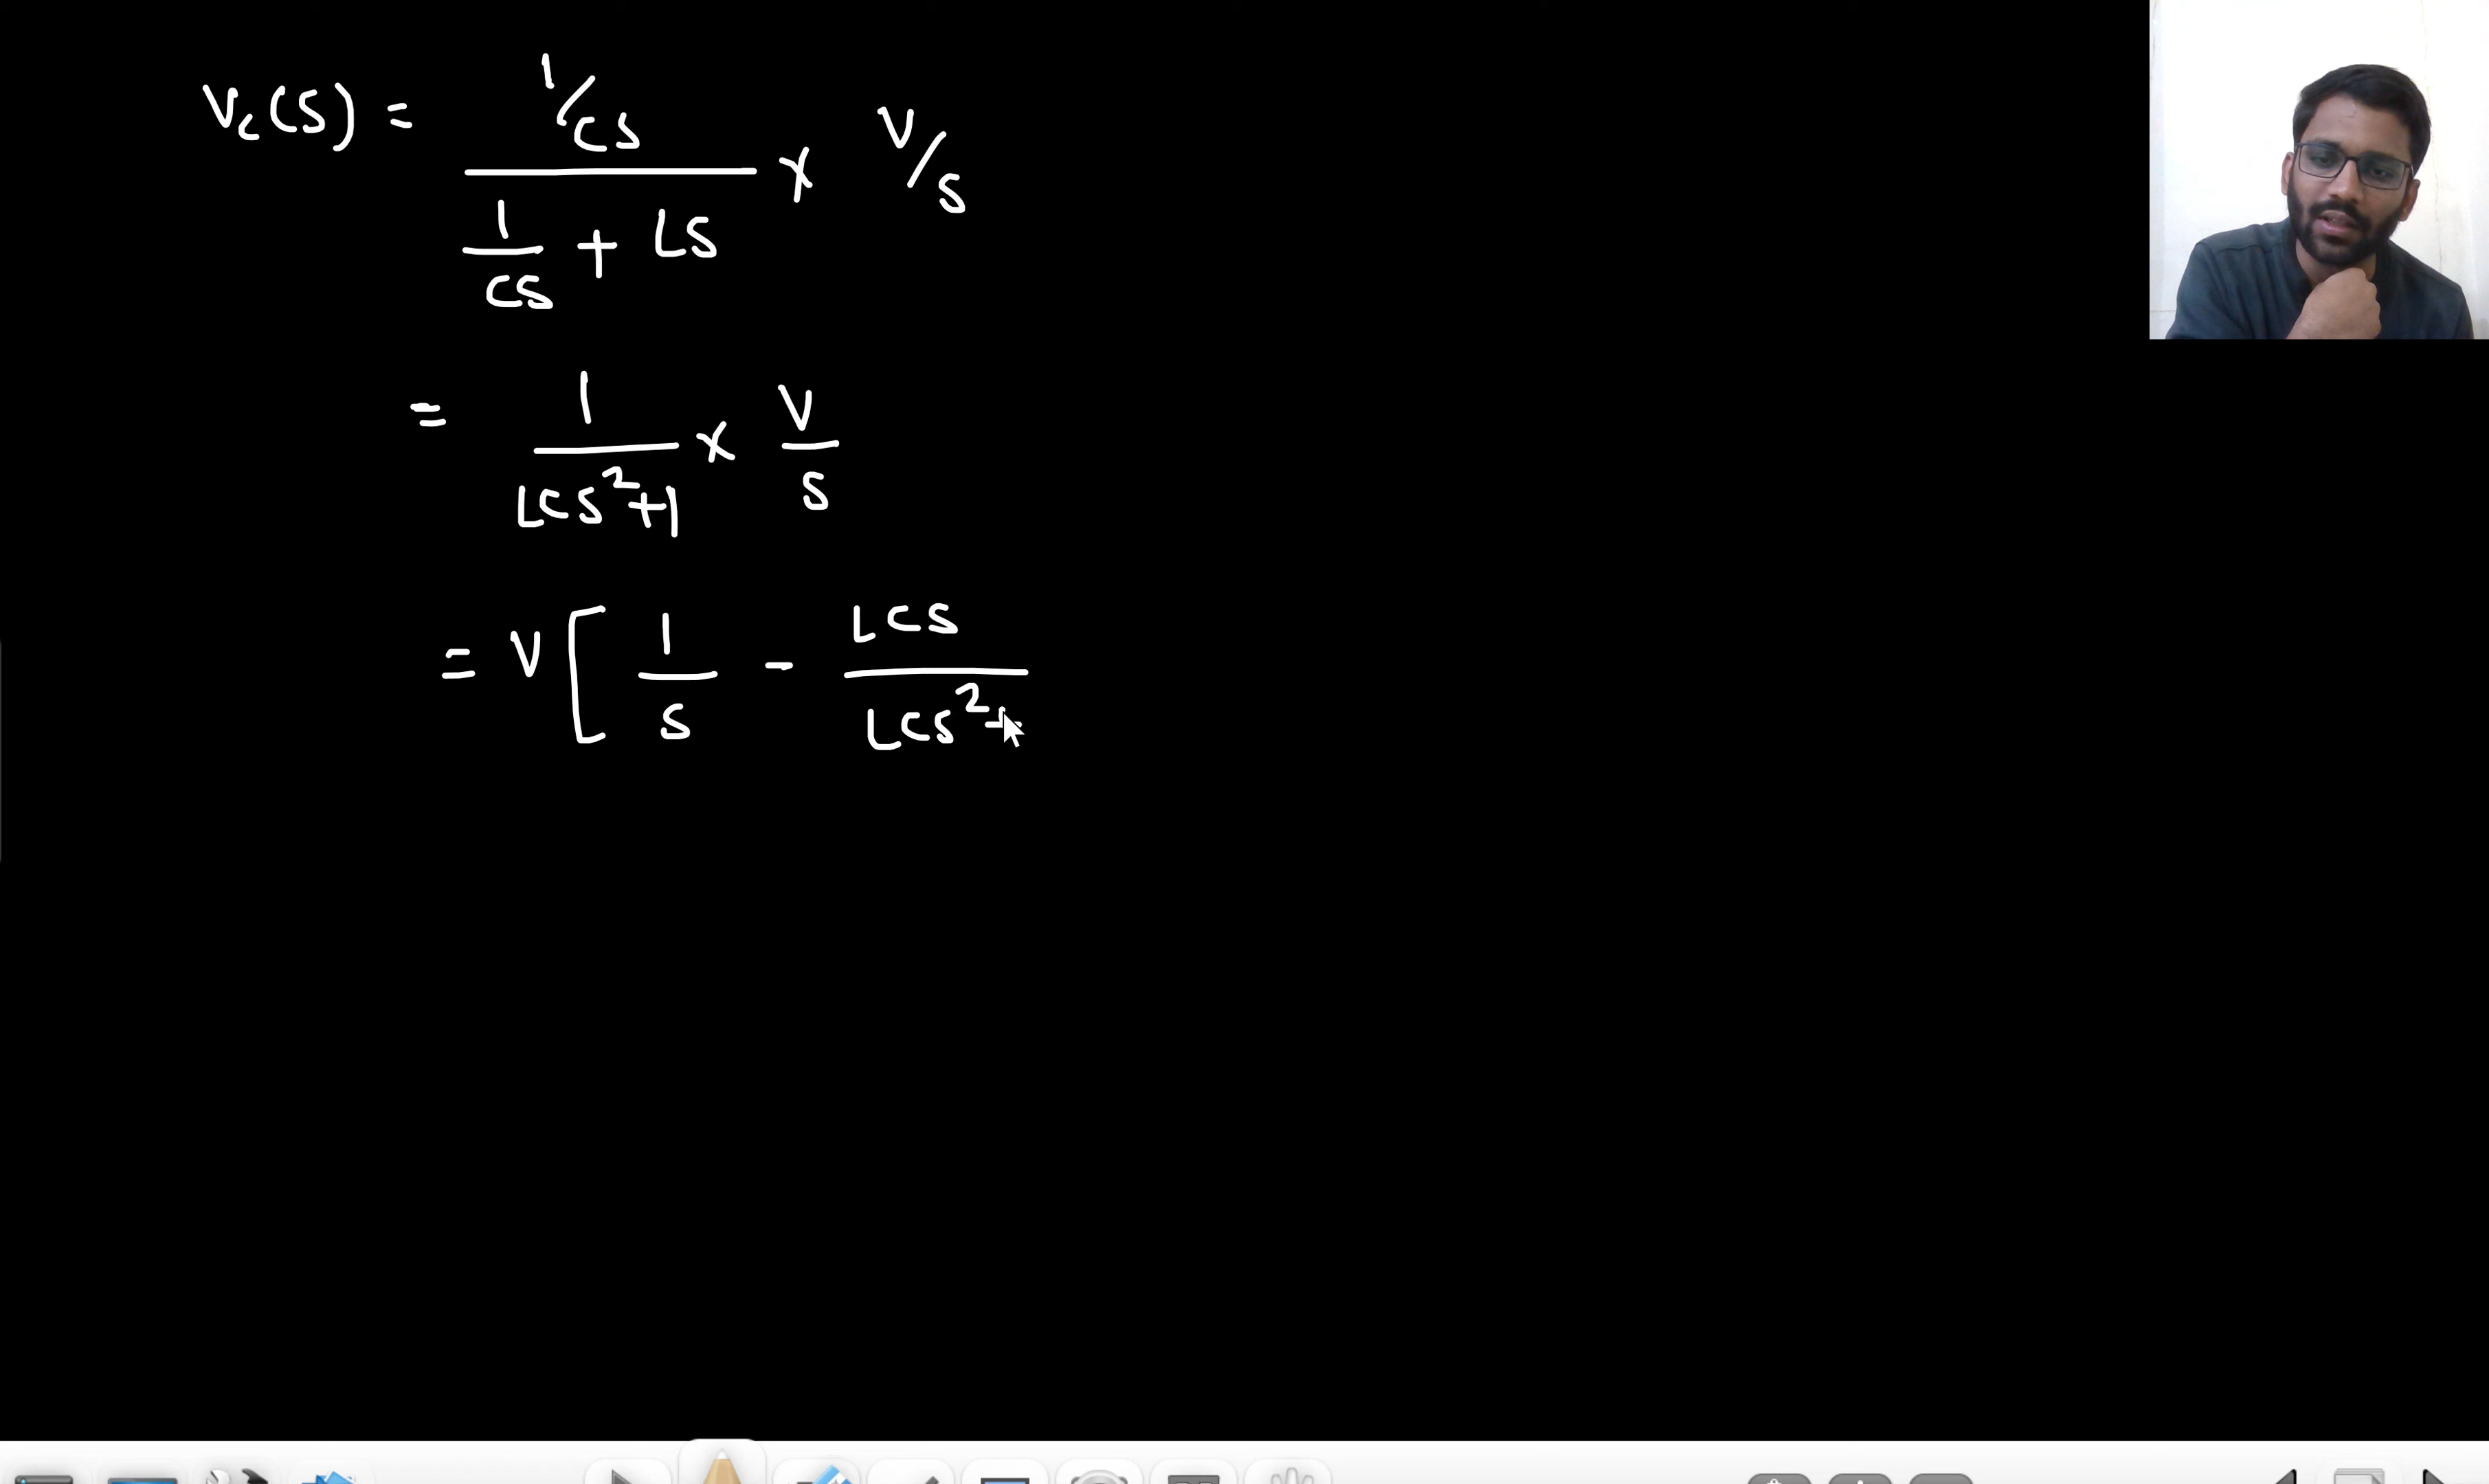 Vc(s) = (1/cs)/(1/cs + Ls) × V/s
= 1/(LCs²+1) × V/s
= V[1/s - LCs/(LCs²+